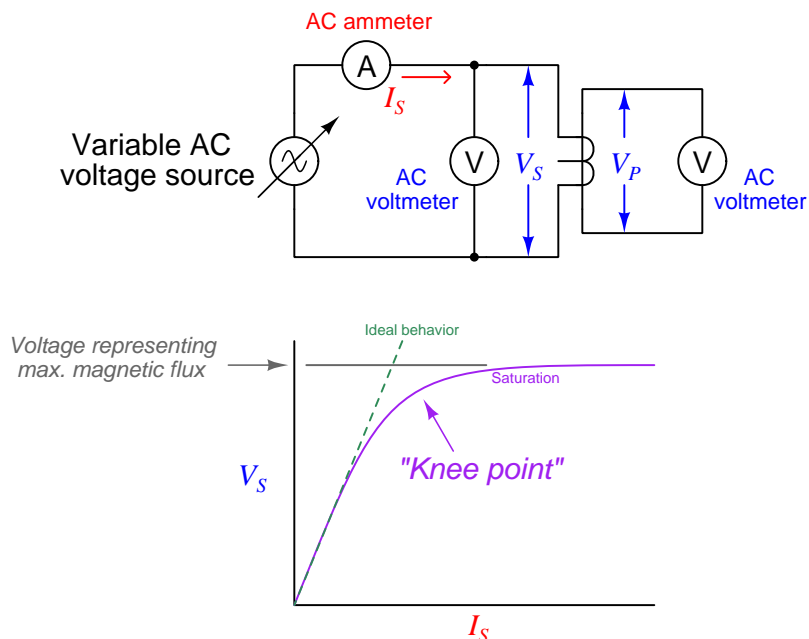 AC ammeter
A
I_S
Variable AC
voltage source
V
AC
voltmeter
V_S
V_P
V
AC
voltmeter
Ideal behavior
Voltage representing
max. magnetic flux
Saturation
"Knee point"
V_S
I_S